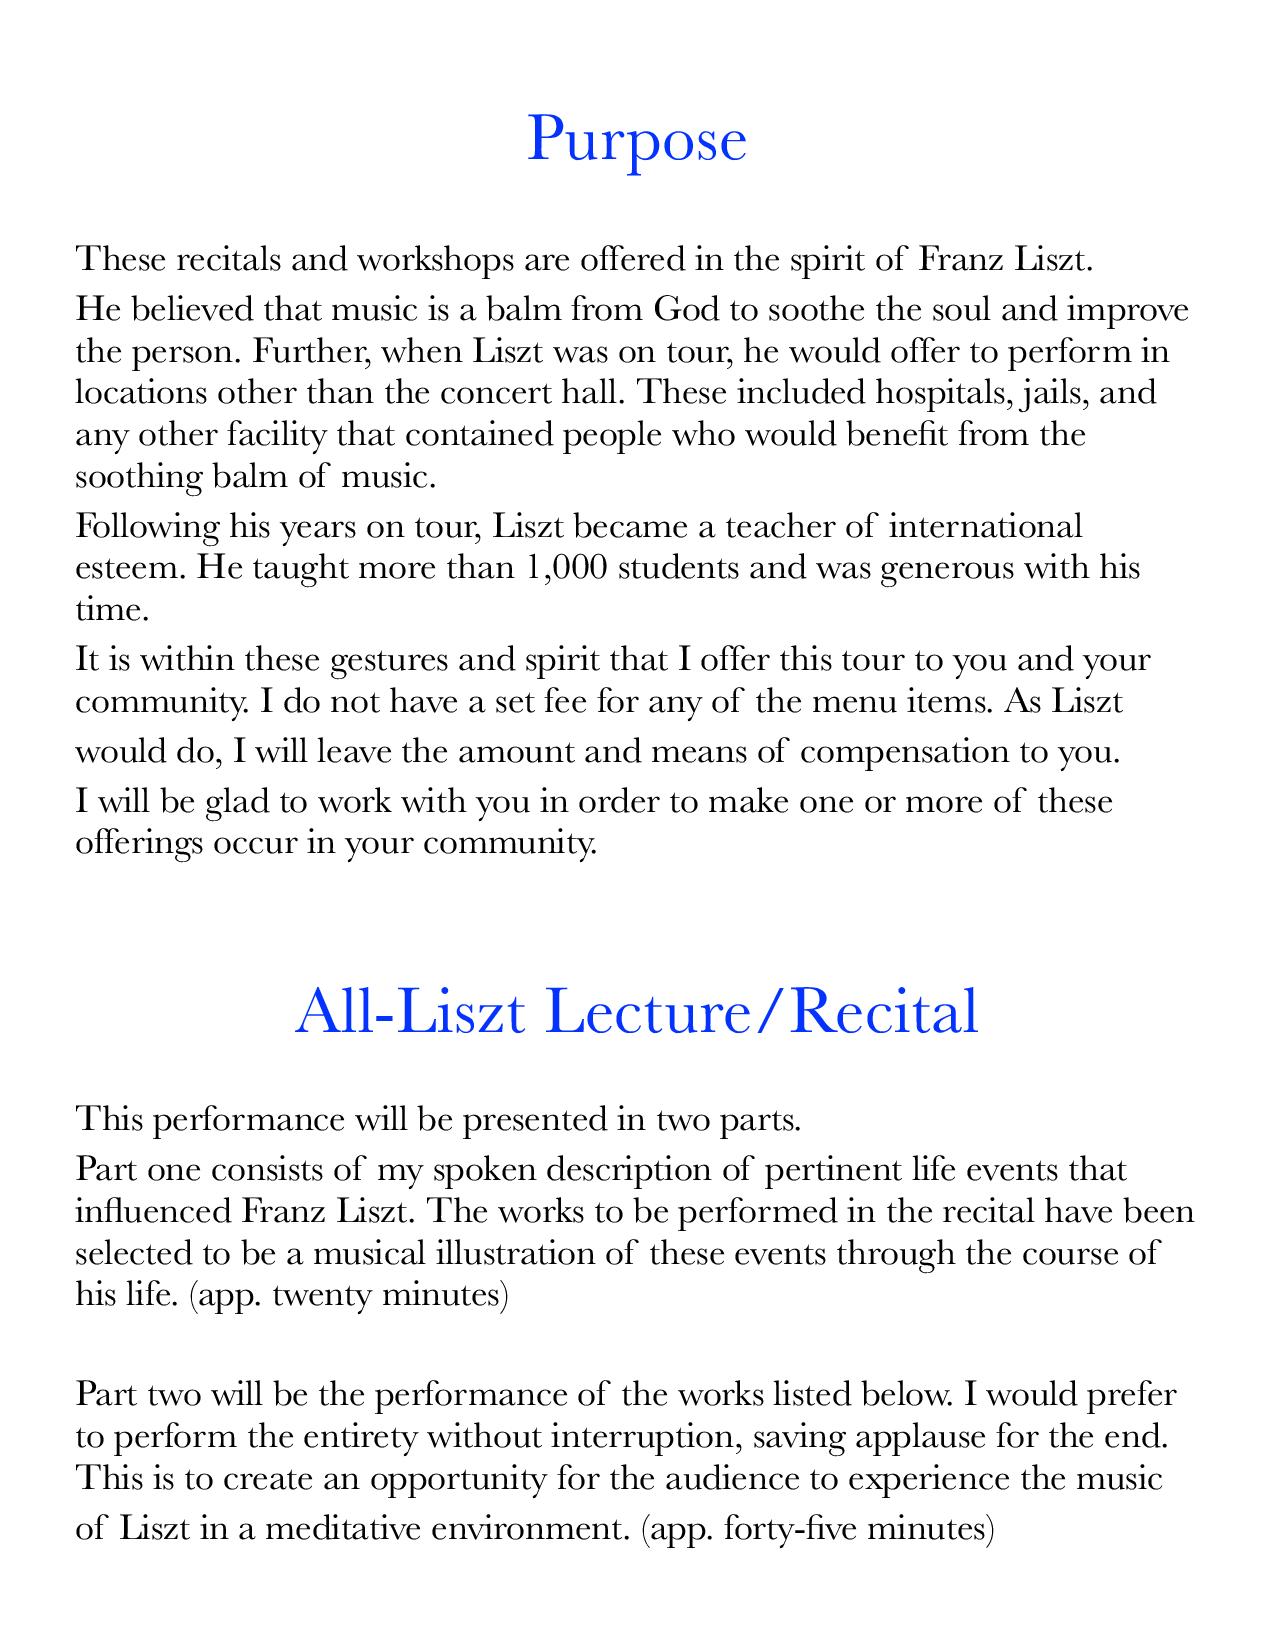 Purpose
These recitals and workshops are offered in the spirit of Franz Liszt.
He believed that music is a balm from God to soothe the soul and improve
the person. Further, when Liszt was on tour, he would offer to perform in
locations other than the concert hall. These included hospitals, jails, and
any other facility that contained people who would benefit from the
soothing balm of music.
Following his years on tour, Liszt became a teacher of international
esteem. He taught more than 1,000 students and was generous with his
time.
It is within these gestures and spirit that I offer this tour to you and your
community. I do not have a set fee for any of the menu items. As Liszt
would do, I will leave the amount and means of compensation to you.
I will be glad to work with you in order to make one or more of these
offerings occur in your community.
All-Liszt Lecture/Recital
This performance will be presented in two parts.
Part one consists of my spoken description of pertinent life events that
influenced Franz Liszt. The works to be performed in the recital have been
selected to be a musical illustration of these events through the course of
his life. (app. twenty minutes)
Part two will be the performance of the works listed below. I would prefer
to perform the entirety without interruption, saving applause for the end.
This is to create an opportunity for the audience to experience the music
of Liszt in a meditative environment. (app. forty-five minutes)